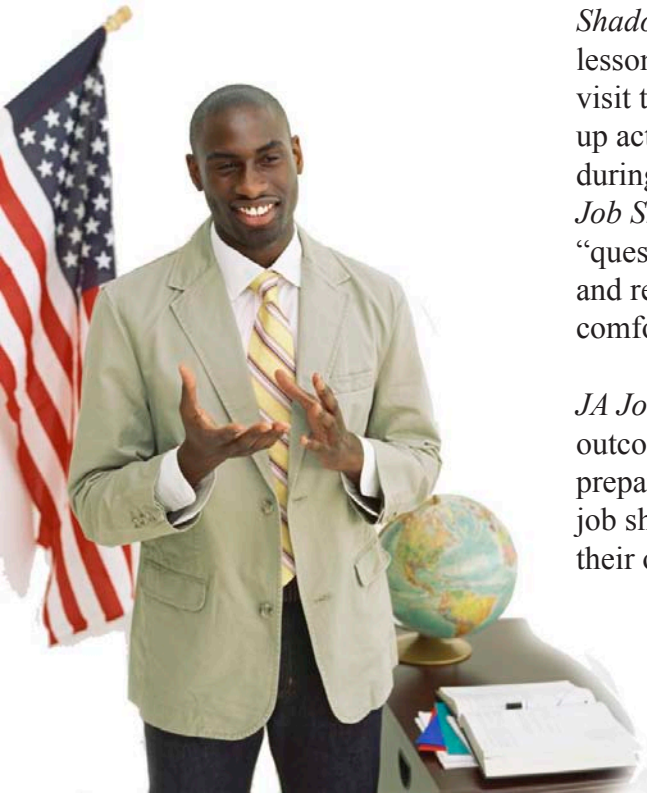 Shado
lesson
visit t
up act
during
Job S
“ques
and re
comfo
JA Jo
outco
prepa
job sh
their o